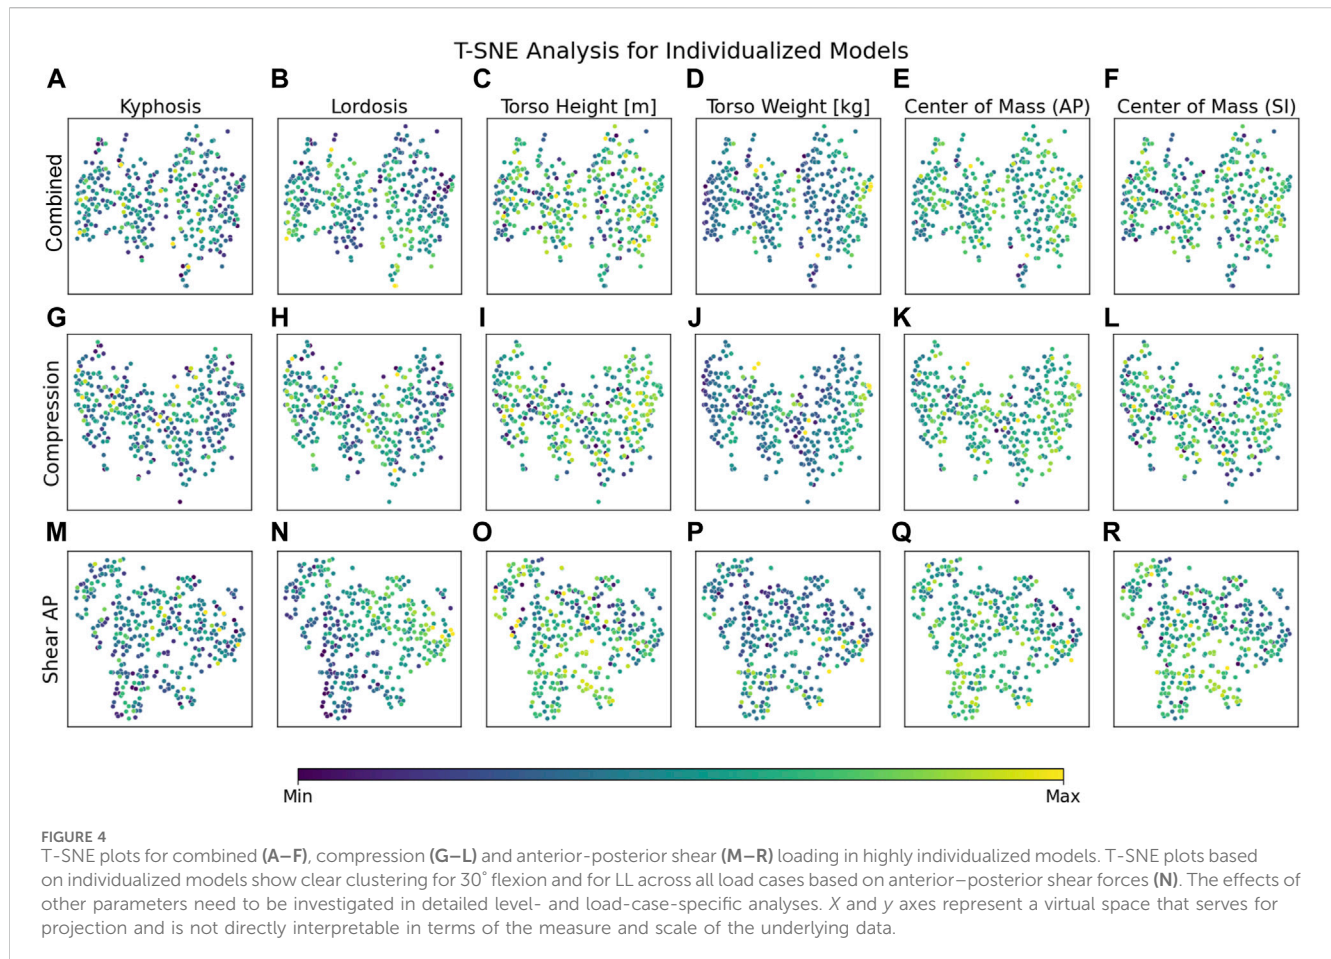 T-SNE Analysis for Individualized Models
A B C D E F
Kyphosis Lordosis Torso Height [m] Torso Weight [kg] Center of Mass (AP) Center of Mass (SI)
Combined
G H I J K L
Compression
M N O P Q R
Shear AP
Min Max
FIGURE 4
T-SNE plots for combined (A–F), compression (G–L) and anterior-posterior shear (M–R) loading in highly individualized models. T-SNE plots based
on individualized models show clear clustering for 30° flexion and for LL across all load cases based on anterior–posterior shear forces (N). The effects of
other parameters need to be investigated in detailed level- and load-case-specific analyses. X and y axes represent a virtual space that serves for
projection and is not directly interpretable in terms of the measure and scale of the underlying data.